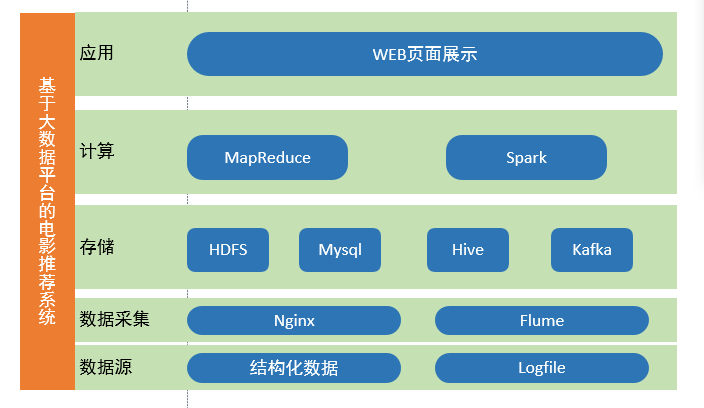 基于大数据平台的电影推荐系统
应用
WEB页面展示
计算
MapReduce
Spark
存储
HDFS
Mysql
Hive
Kafka
数据采集
Nginx
Flume
数据源
结构化数据
Logfile